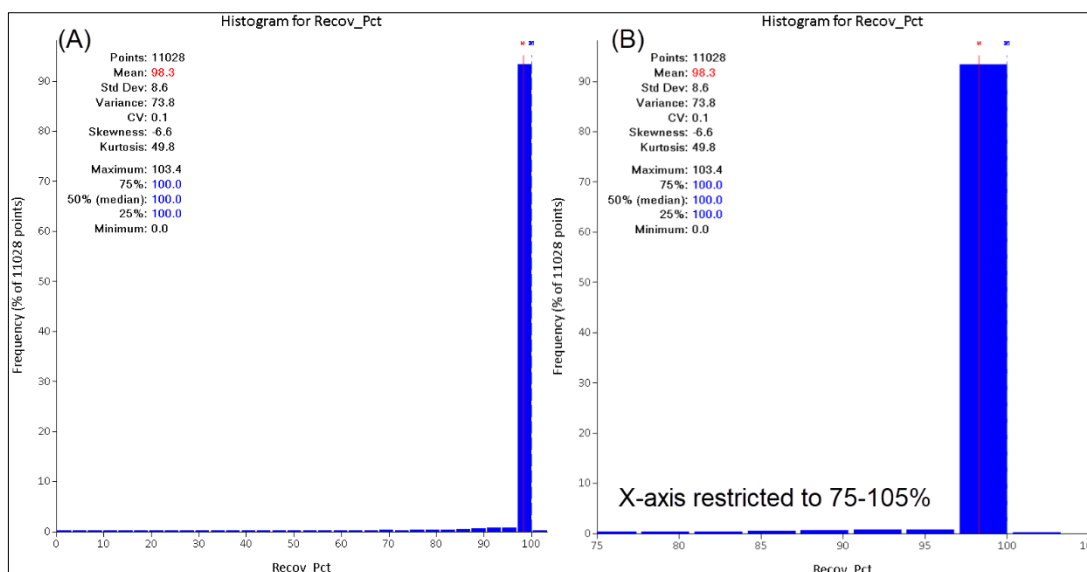 Histogram for Recov_Pct
(A)
Points: 11028
Mean: 98.3
Std Dev: 8.6
Variance: 73.8
CV: 0.1
Skewness: -6.6
Kurtosis: 49.8
Maximum: 103.4
75%: 100.0
50% (median): 100.0
25%: 100.0
Minimum: 0.0
Frequency (% of 11028 points)
90
80
70
60
50
40
30
20
10
0
0 10 20 30 40 50 60 70 80 90 100
Recov_Pct
Histogram for Recov_Pct
(B)
Points: 11028
Mean: 98.3
Std Dev: 8.6
Variance: 73.8
CV: 0.1
Skewness: -6.6
Kurtosis: 49.8
Maximum: 103.4
75%: 100.0
50% (median): 100.0
25%: 100.0
Minimum: 0.0
Frequency (% of 11028 points)
90
80
70
60
50
40
30
20
10
0
X-axis restricted to 75-105%
75 80 85 90 95 100
Recov_Pct